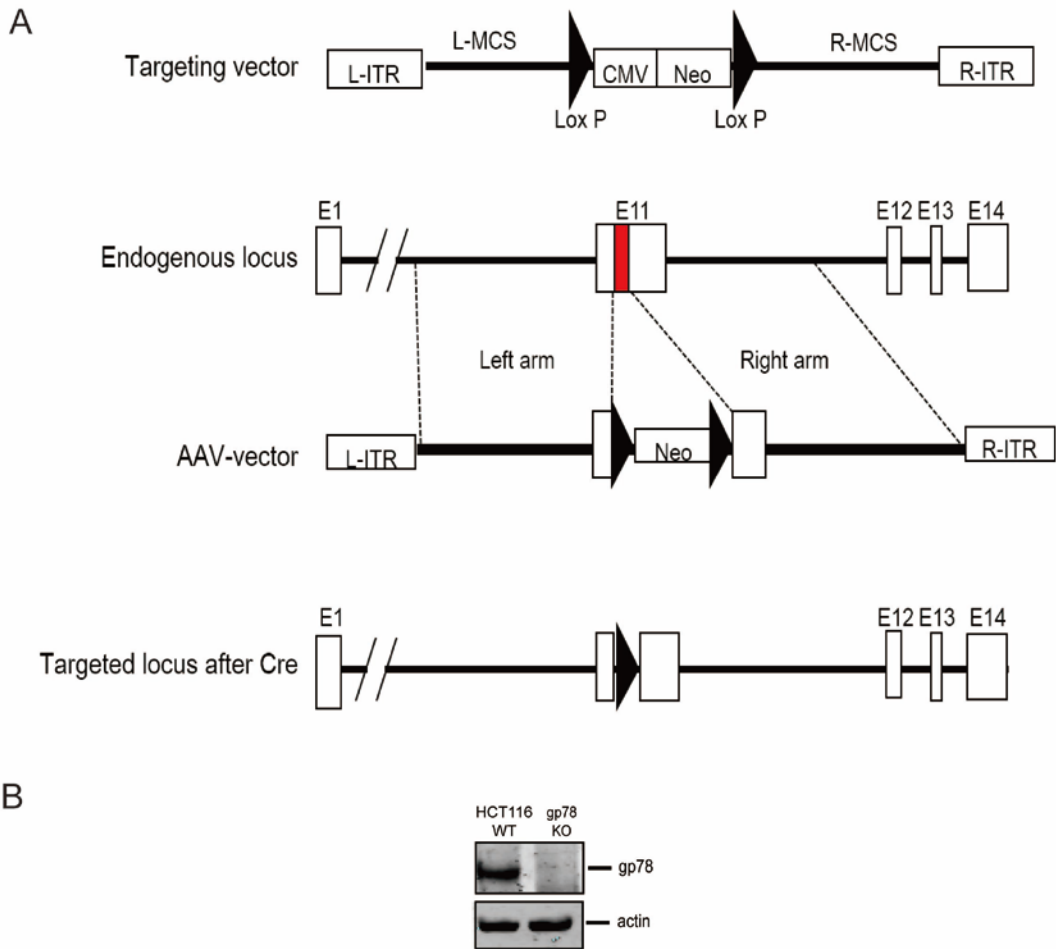 A
Targeting vector
L-ITR
L-MCS
Lox P
CMV
Neo
Lox P
R-MCS
R-ITR
Endogenous locus
E1
E11
E12
E13
E14
Left arm
Right arm
AAV-vector
L-ITR
Neo
R-ITR
Targeted locus after Cre
E1
E12
E13
E14
B
HCT116
WT
gp78
KO
gp78
actin